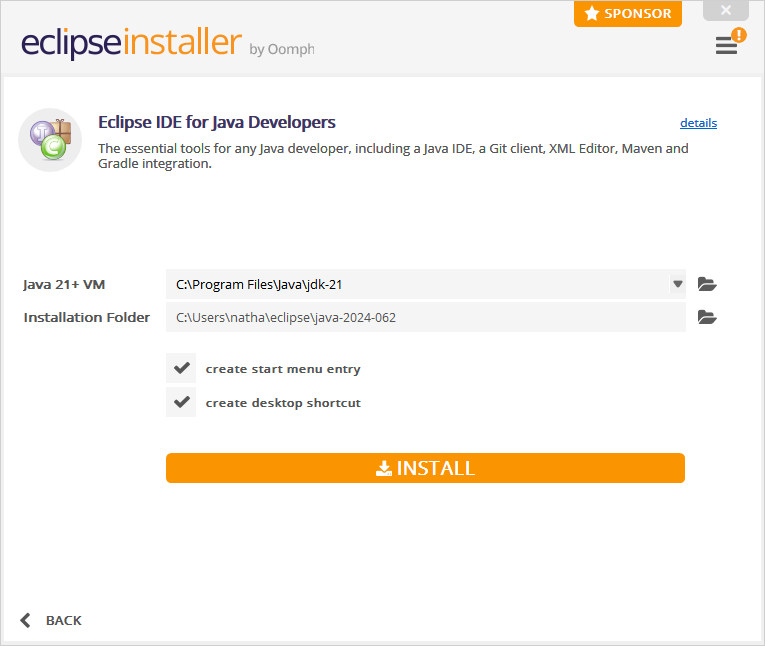 SPONSOR
eclipseinstaller by Oomph
Eclipse IDE for Java Developers
details
The essential tools for any Java developer, including a Java IDE, a Git client, XML Editor, Maven and
Gradle integration.
Java 21+ VM
C:\Program Files\Java\jdk-21
Installation Folder
C:\Users\natha\eclipse\java-2024-062
create start menu entry
create desktop shortcut
INSTALL
BACK